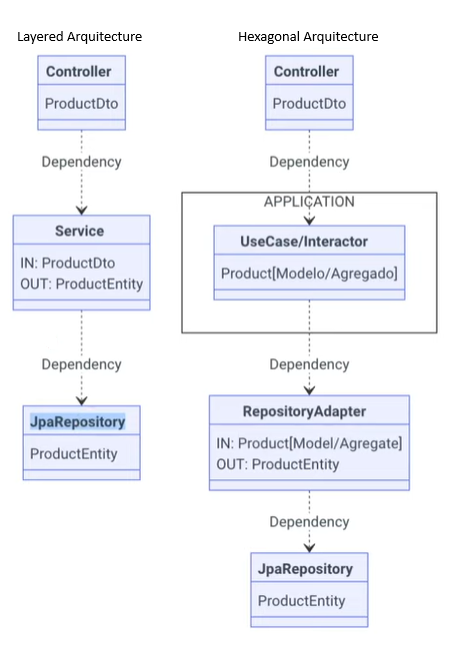 Layered Arquitecture
Controller
ProductDto
Dependency
Service
IN: ProductDto
OUT: ProductEntity
Dependency
JpaRepository
ProductEntity
Hexagonal Arquitecture
Controller
ProductDto
Dependency
APPLICATION
UseCase/Interactor
Product[Modelo/Agregado]
Dependency
RepositoryAdapter
IN: Product[Model/Agregate]
OUT: ProductEntity
Dependency
JpaRepository
ProductEntity